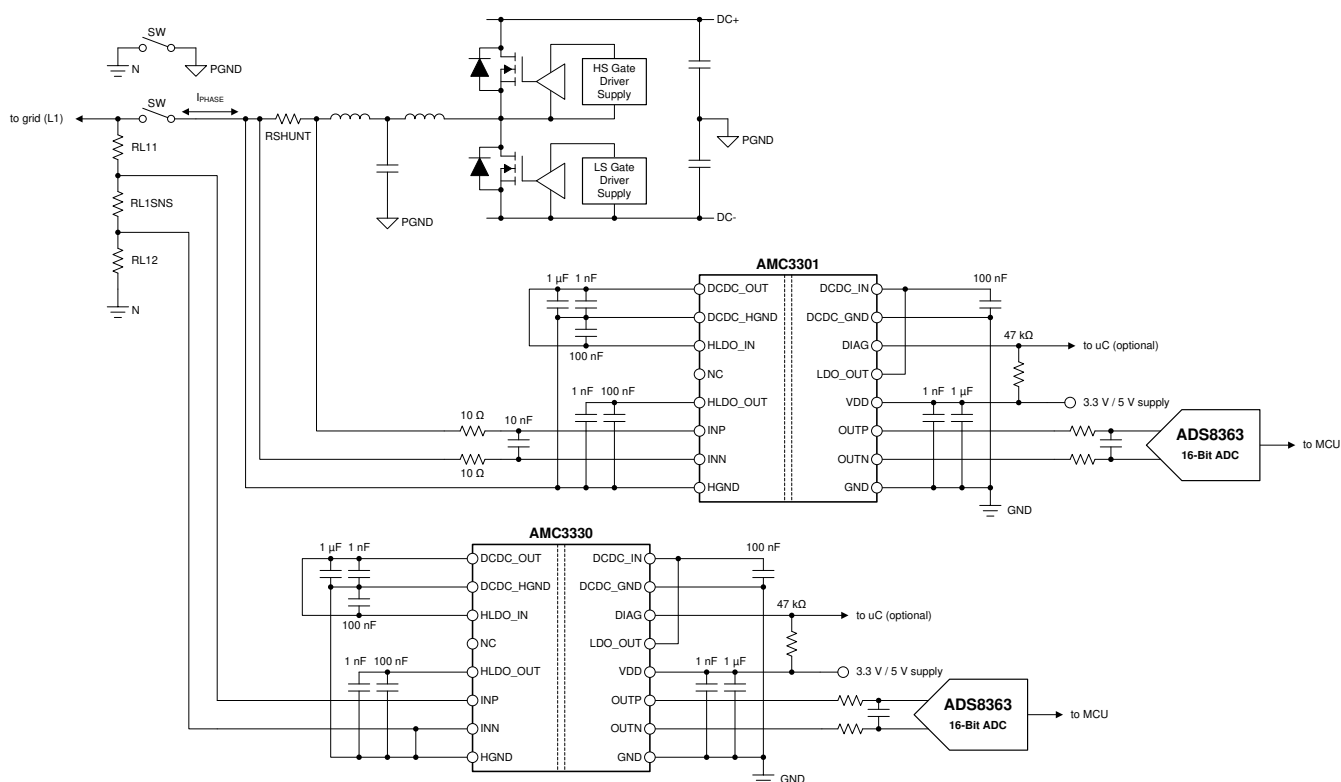 DC+
SW
N
PGND
HS Gate
Driver
Supply
to grid (L1)
SW
IPHASE
RSHUNT
PGND
RL11
RL1SNS
RL12
N
PGND
LS Gate
Driver
Supply
DC-
AMC3301
1 µF 1 nF
100 nF
DCDC_OUT
DCDC_HGND
HLDO_IN
NC
HLDO_OUT
INP
INN
HGND
DCDC_IN
DCDC_GND
DIAG
LDO_OUT
VDD
OUTP
OUTN
GND
100 nF
47 kΩ
to uC (optional)
1 nF 100 nF
10 Ω
10 nF
10 Ω
1 nF 1 µF
3.3 V / 5 V supply
ADS8363
16-Bit ADC
to MCU
GND
AMC3330
1 µF 1 nF
100 nF
DCDC_OUT
DCDC_HGND
HLDO_IN
NC
HLDO_OUT
INP
INN
HGND
DCDC_IN
DCDC_GND
DIAG
LDO_OUT
VDD
OUTP
OUTN
GND
100 nF
47 kΩ
to uC (optional)
1 nF 100 nF
1 nF 1 µF
3.3 V / 5 V supply
ADS8363
16-Bit ADC
to MCU
GND